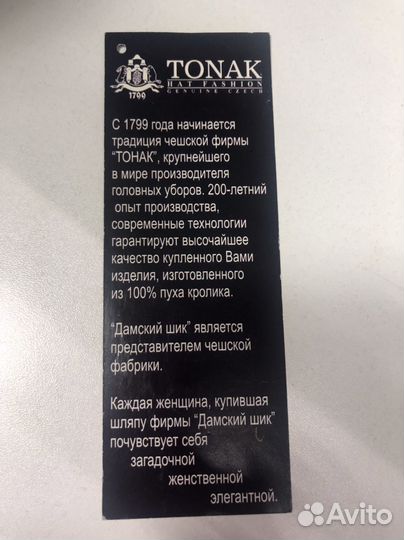 TONAK
HAT FASHION
GENUINE CZECH
1799
С 1799 года начинается
традиция чешской фирмы
“ТОНАК”, крупнейшего
в мире производителя
головных уборов. 200-летний
опыт производства,
современные технологии
гарантируют высочайшее
качество купленного Вами
изделия, изготовленного
из 100% пуха кролика.
“Дамский шик” является
представителем чешской
фабрики.
Каждая женщина, купившая
шляпу фирмы “Дамский шик”
почувствует себя
загадочной
женственной
элегантной.
Avito